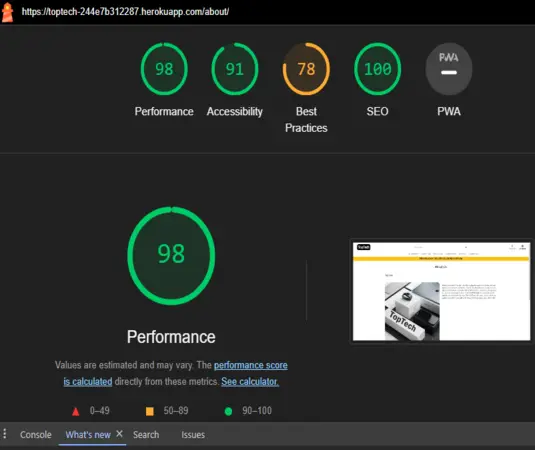 https://toptech-244e7b312287.herokuapp.com/about/
98 91 78 100 PWA
Performance Accessibility Best Practices SEO PWA
98
TopTech
TopTech
Performance
Values are estimated and may vary. The performance score
is calculated directly from these metrics. See calculator.
0–49 50–89 90–100
Console What's new Search Issues